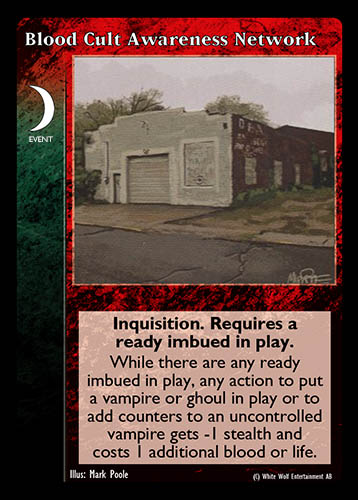 Blood Cult Awareness Network
EVENT
Inquisition. Requires a
ready imbued in play.
While there are any ready
imbued in play, any action to put
a vampire or ghoul in play or to
add counters to an uncontrolled
vampire gets -1 stealth and
costs 1 additional blood or life.
Illus: Mark Poole
(C) White Wolf Entertainment AB